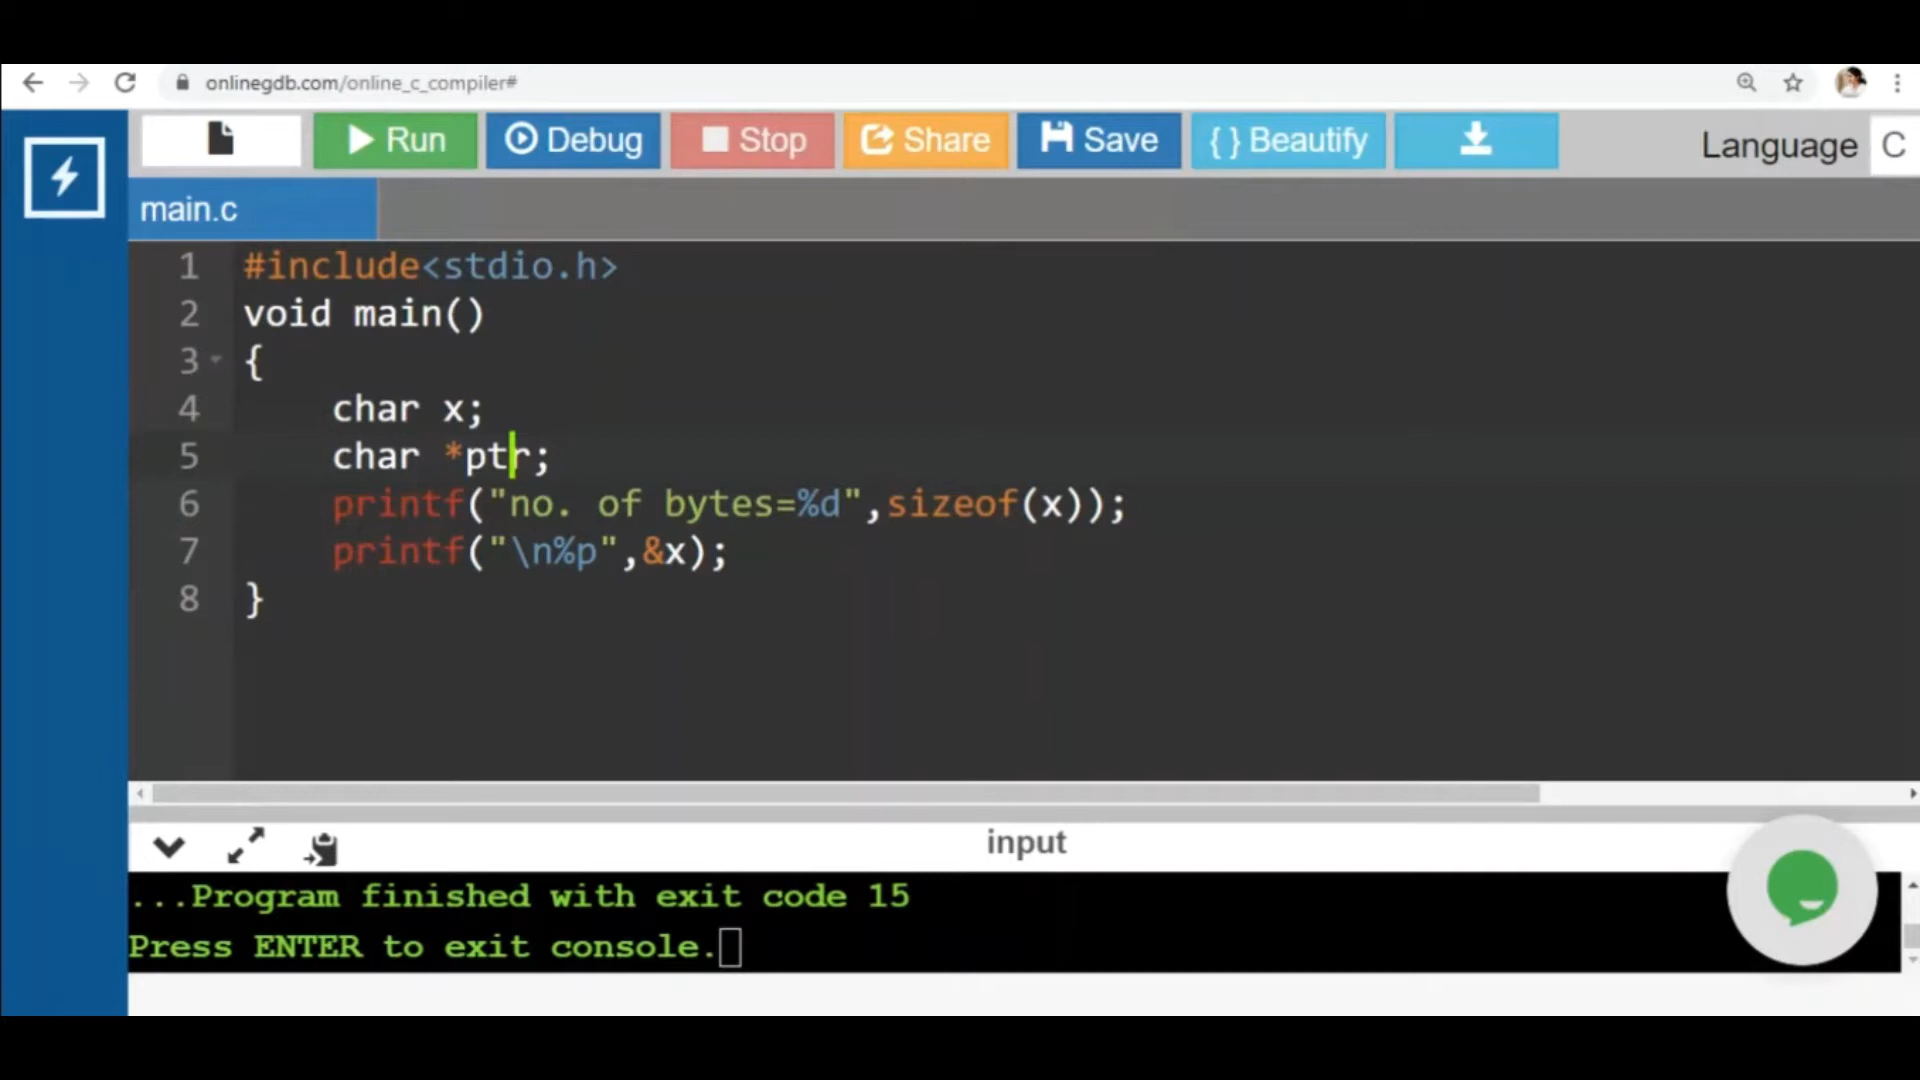 onlinegdb.com/online_c_compiler#
Run Debug Stop Share Save { } Beautify Language C
main.c
1 #include<stdio.h>
2 void main()
3 {
4 char x;
5 char *ptr;
6 printf("no. of bytes=%d",sizeof(x));
7 printf("\n%p",&x);
8 }
input
...Program finished with exit code 15
Press ENTER to exit console.